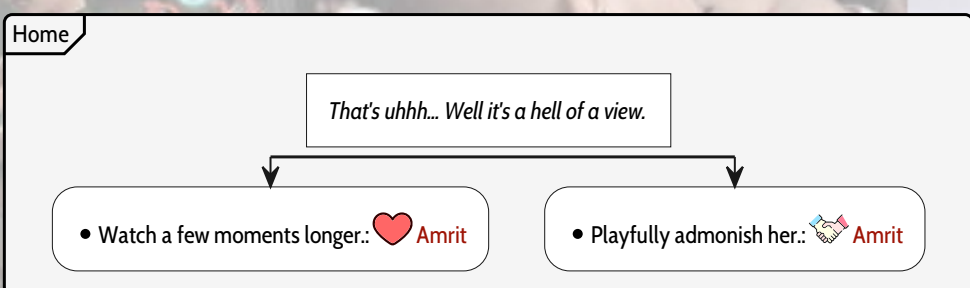 Home
That's uhhh... Well it's a hell of a view.
• Watch a few moments longer.: Amrit
• Playfully admonish her.: Amrit